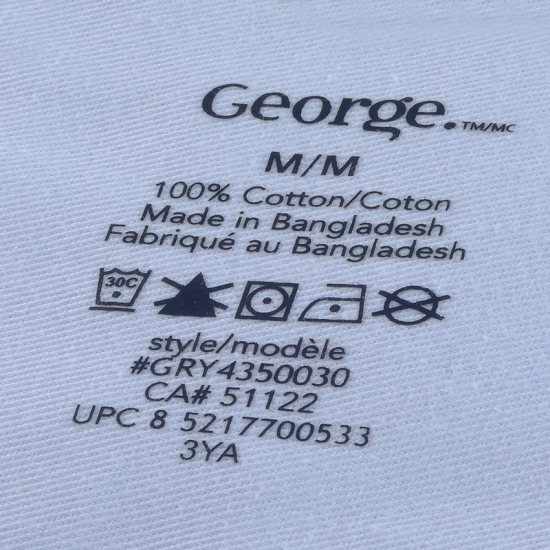 George.TM/MC
M/M
100% Cotton/Coton
Made in Bangladesh
Fabriqué au Bangladesh
30C
style/modèle
#GRY4350030
CA# 51122
UPC 8 5217700533
3YA